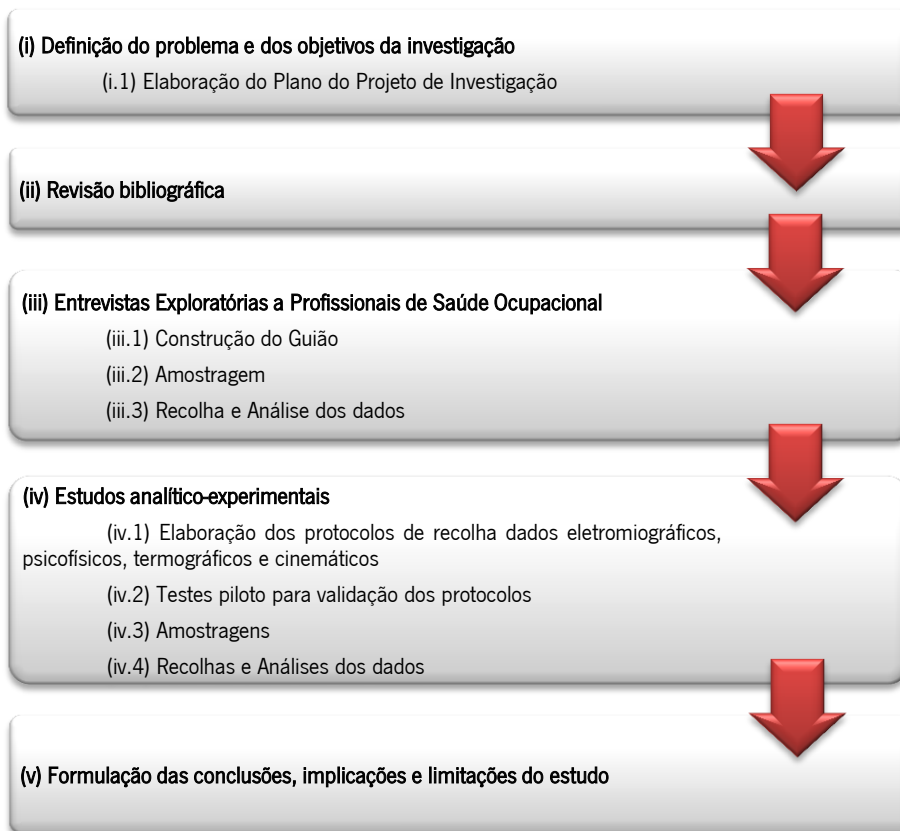 (i) Definição do problema e dos objetivos da investigação
(i.1) Elaboração do Plano do Projeto de Investigação
(ii) Revisão bibliográfica
(iii) Entrevistas Exploratórias a Profissionais de Saúde Ocupacional
(iii.1) Construção do Guião
(iii.2) Amostragem
(iii.3) Recolha e Análise dos dados
(iv) Estudos analítico-experimentais
(iv.1) Elaboração dos protocolos de recolha dados eletromiográficos,
psicofísicos, termográficos e cinemáticos
(iv.2) Testes piloto para validação dos protocolos
(iv.3) Amostragens
(iv.4) Recolhas e Análises dos dados
(v) Formulação das conclusões, implicações e limitações do estudo